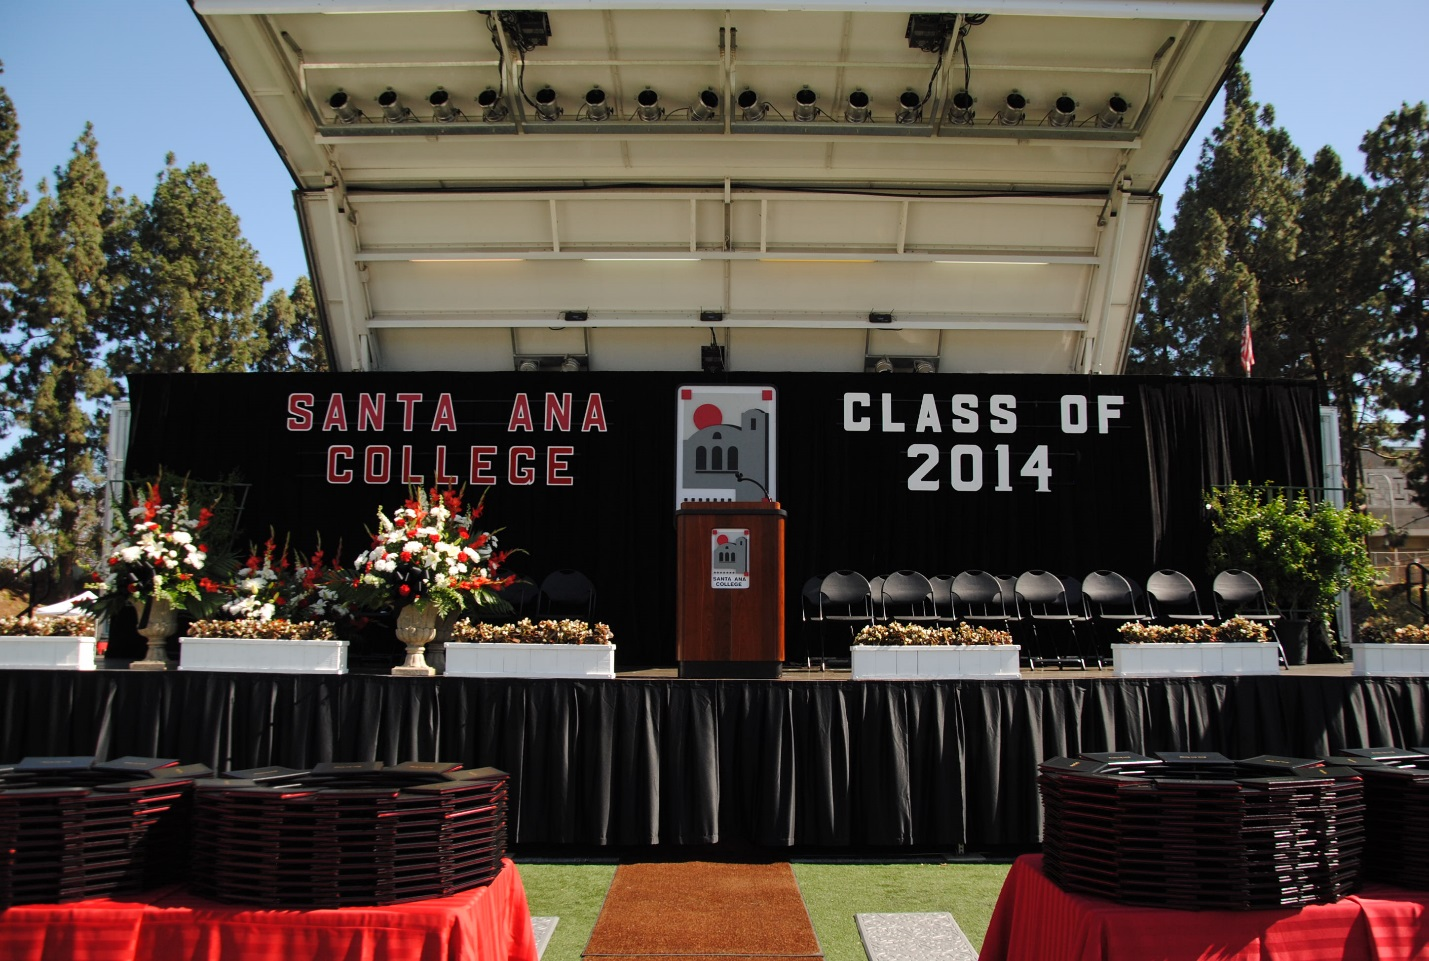 SANTA ANA
COLLEGE
CLASS OF
2014
SANTA ANA
COLLEGE